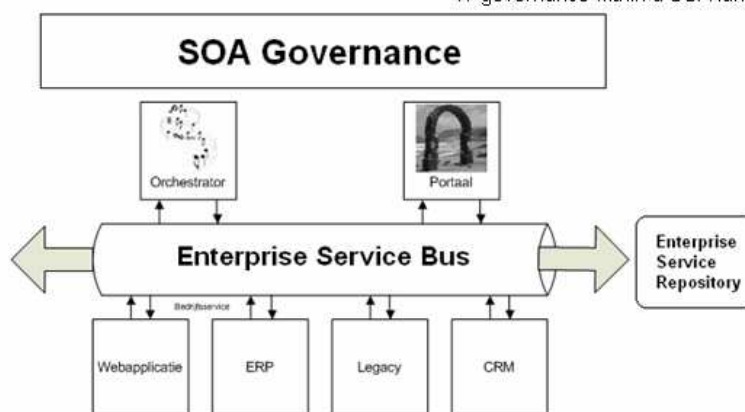 SOA Governance
Orchestrator
Portaal
Enterprise Service Bus
Enterprise
Service
Repository
Bedrijfsservice
Webapplicatie
ERP
Legacy
CRM